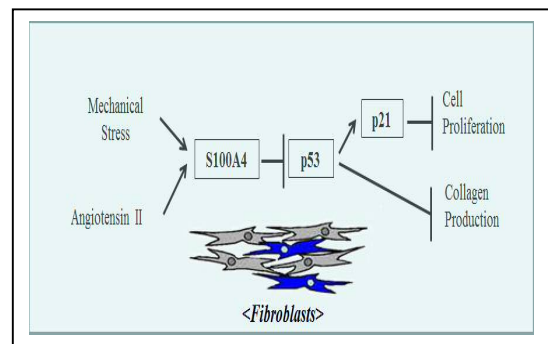 Mechanical
Stress
Angiotensin II
S100A4
p53
p21
Cell
Proliferation
Collagen
Production
<Fibroblasts>